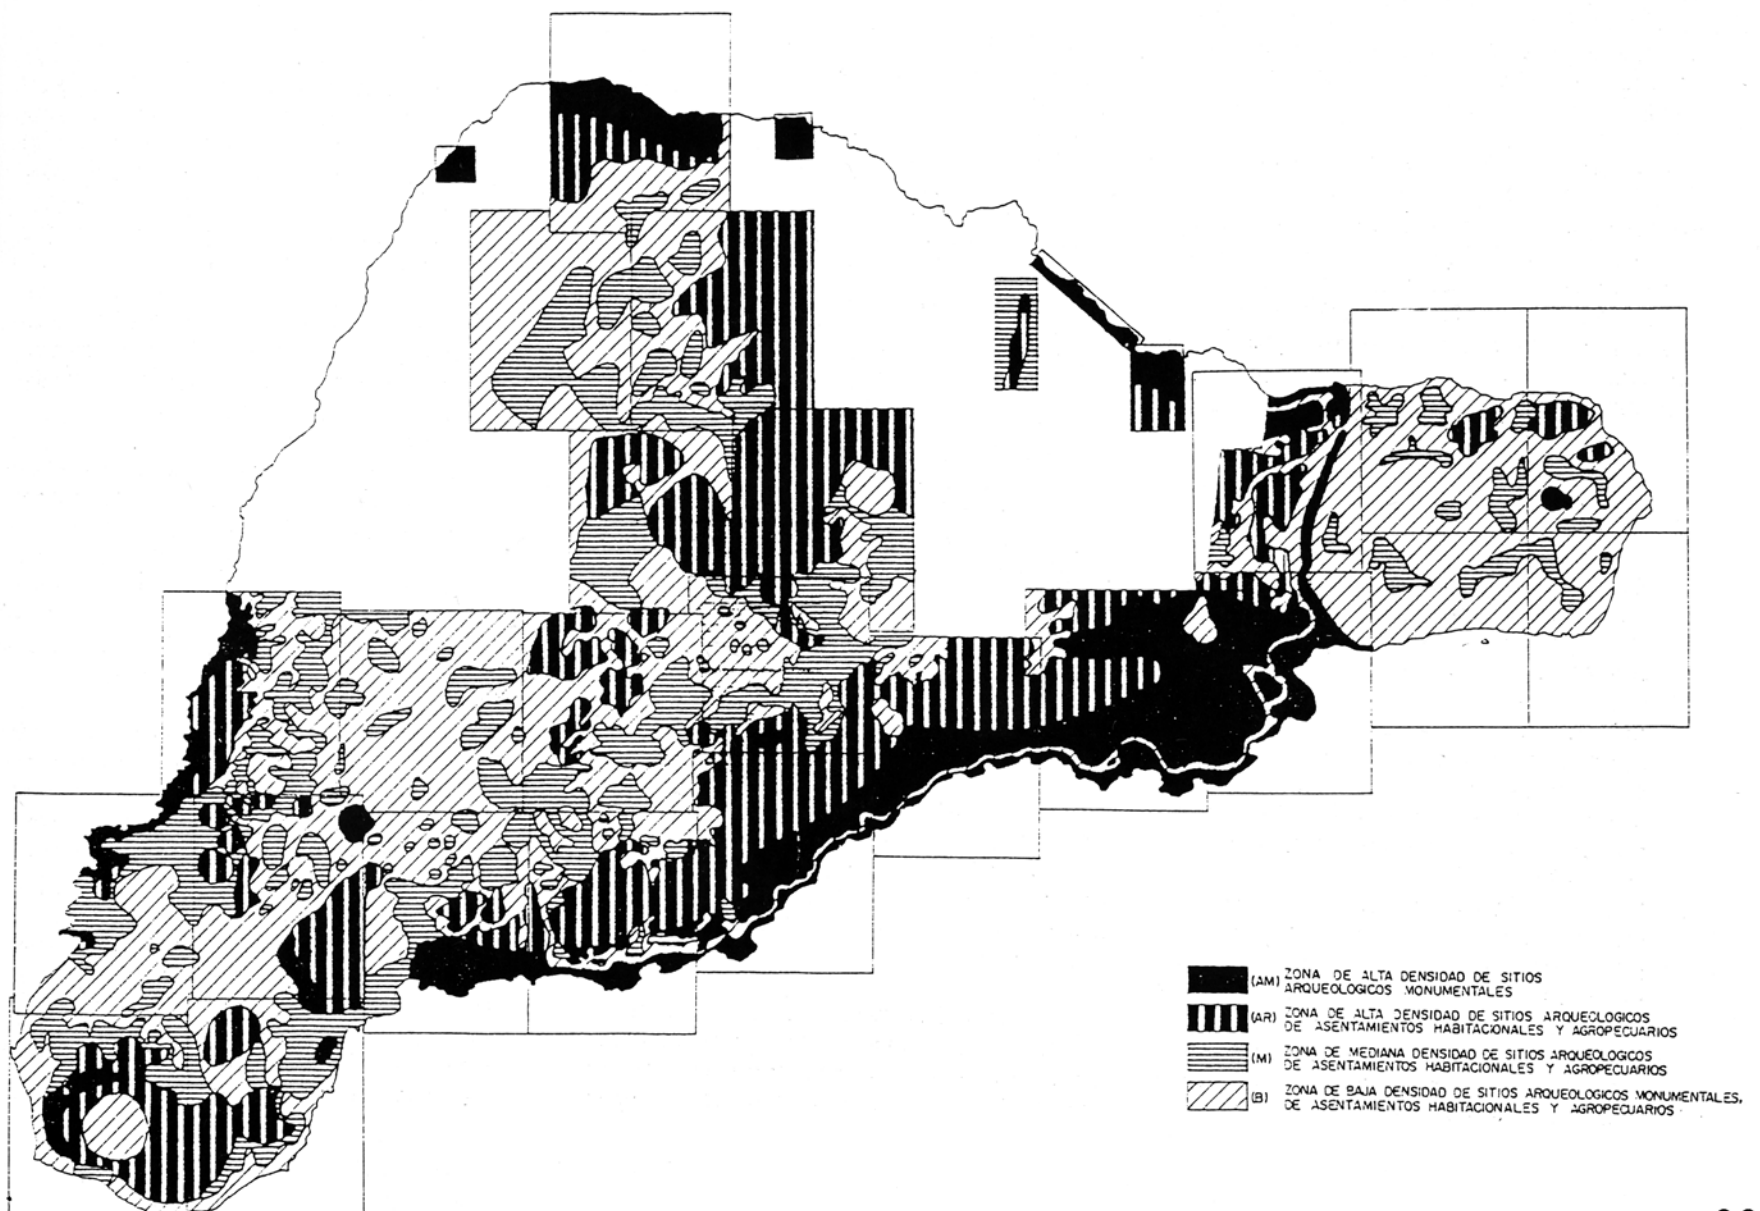 (AM) ZONA DE ALTA DENSIDAD DE SITIOS
ARQUEOLOGICOS MONUMENTALES
(AR) ZONA DE ALTA DENSIDAD DE SITIOS ARQUEOLOGICOS
DE ASENTAMIENTOS HABITACIONALES Y AGROPECUARIOS
(M) ZONA DE MEDIANA DENSIDAD DE SITIOS ARQUEOLOGICOS
DE ASENTAMIENTOS HABITACIONALES Y AGROPECUARIOS
(B) ZONA DE BAJA DENSIDAD DE SITIOS ARQUEOLOGICOS MONUMENTALES,
DE ASENTAMIENTOS HABITACIONALES Y AGROPECUARIOS